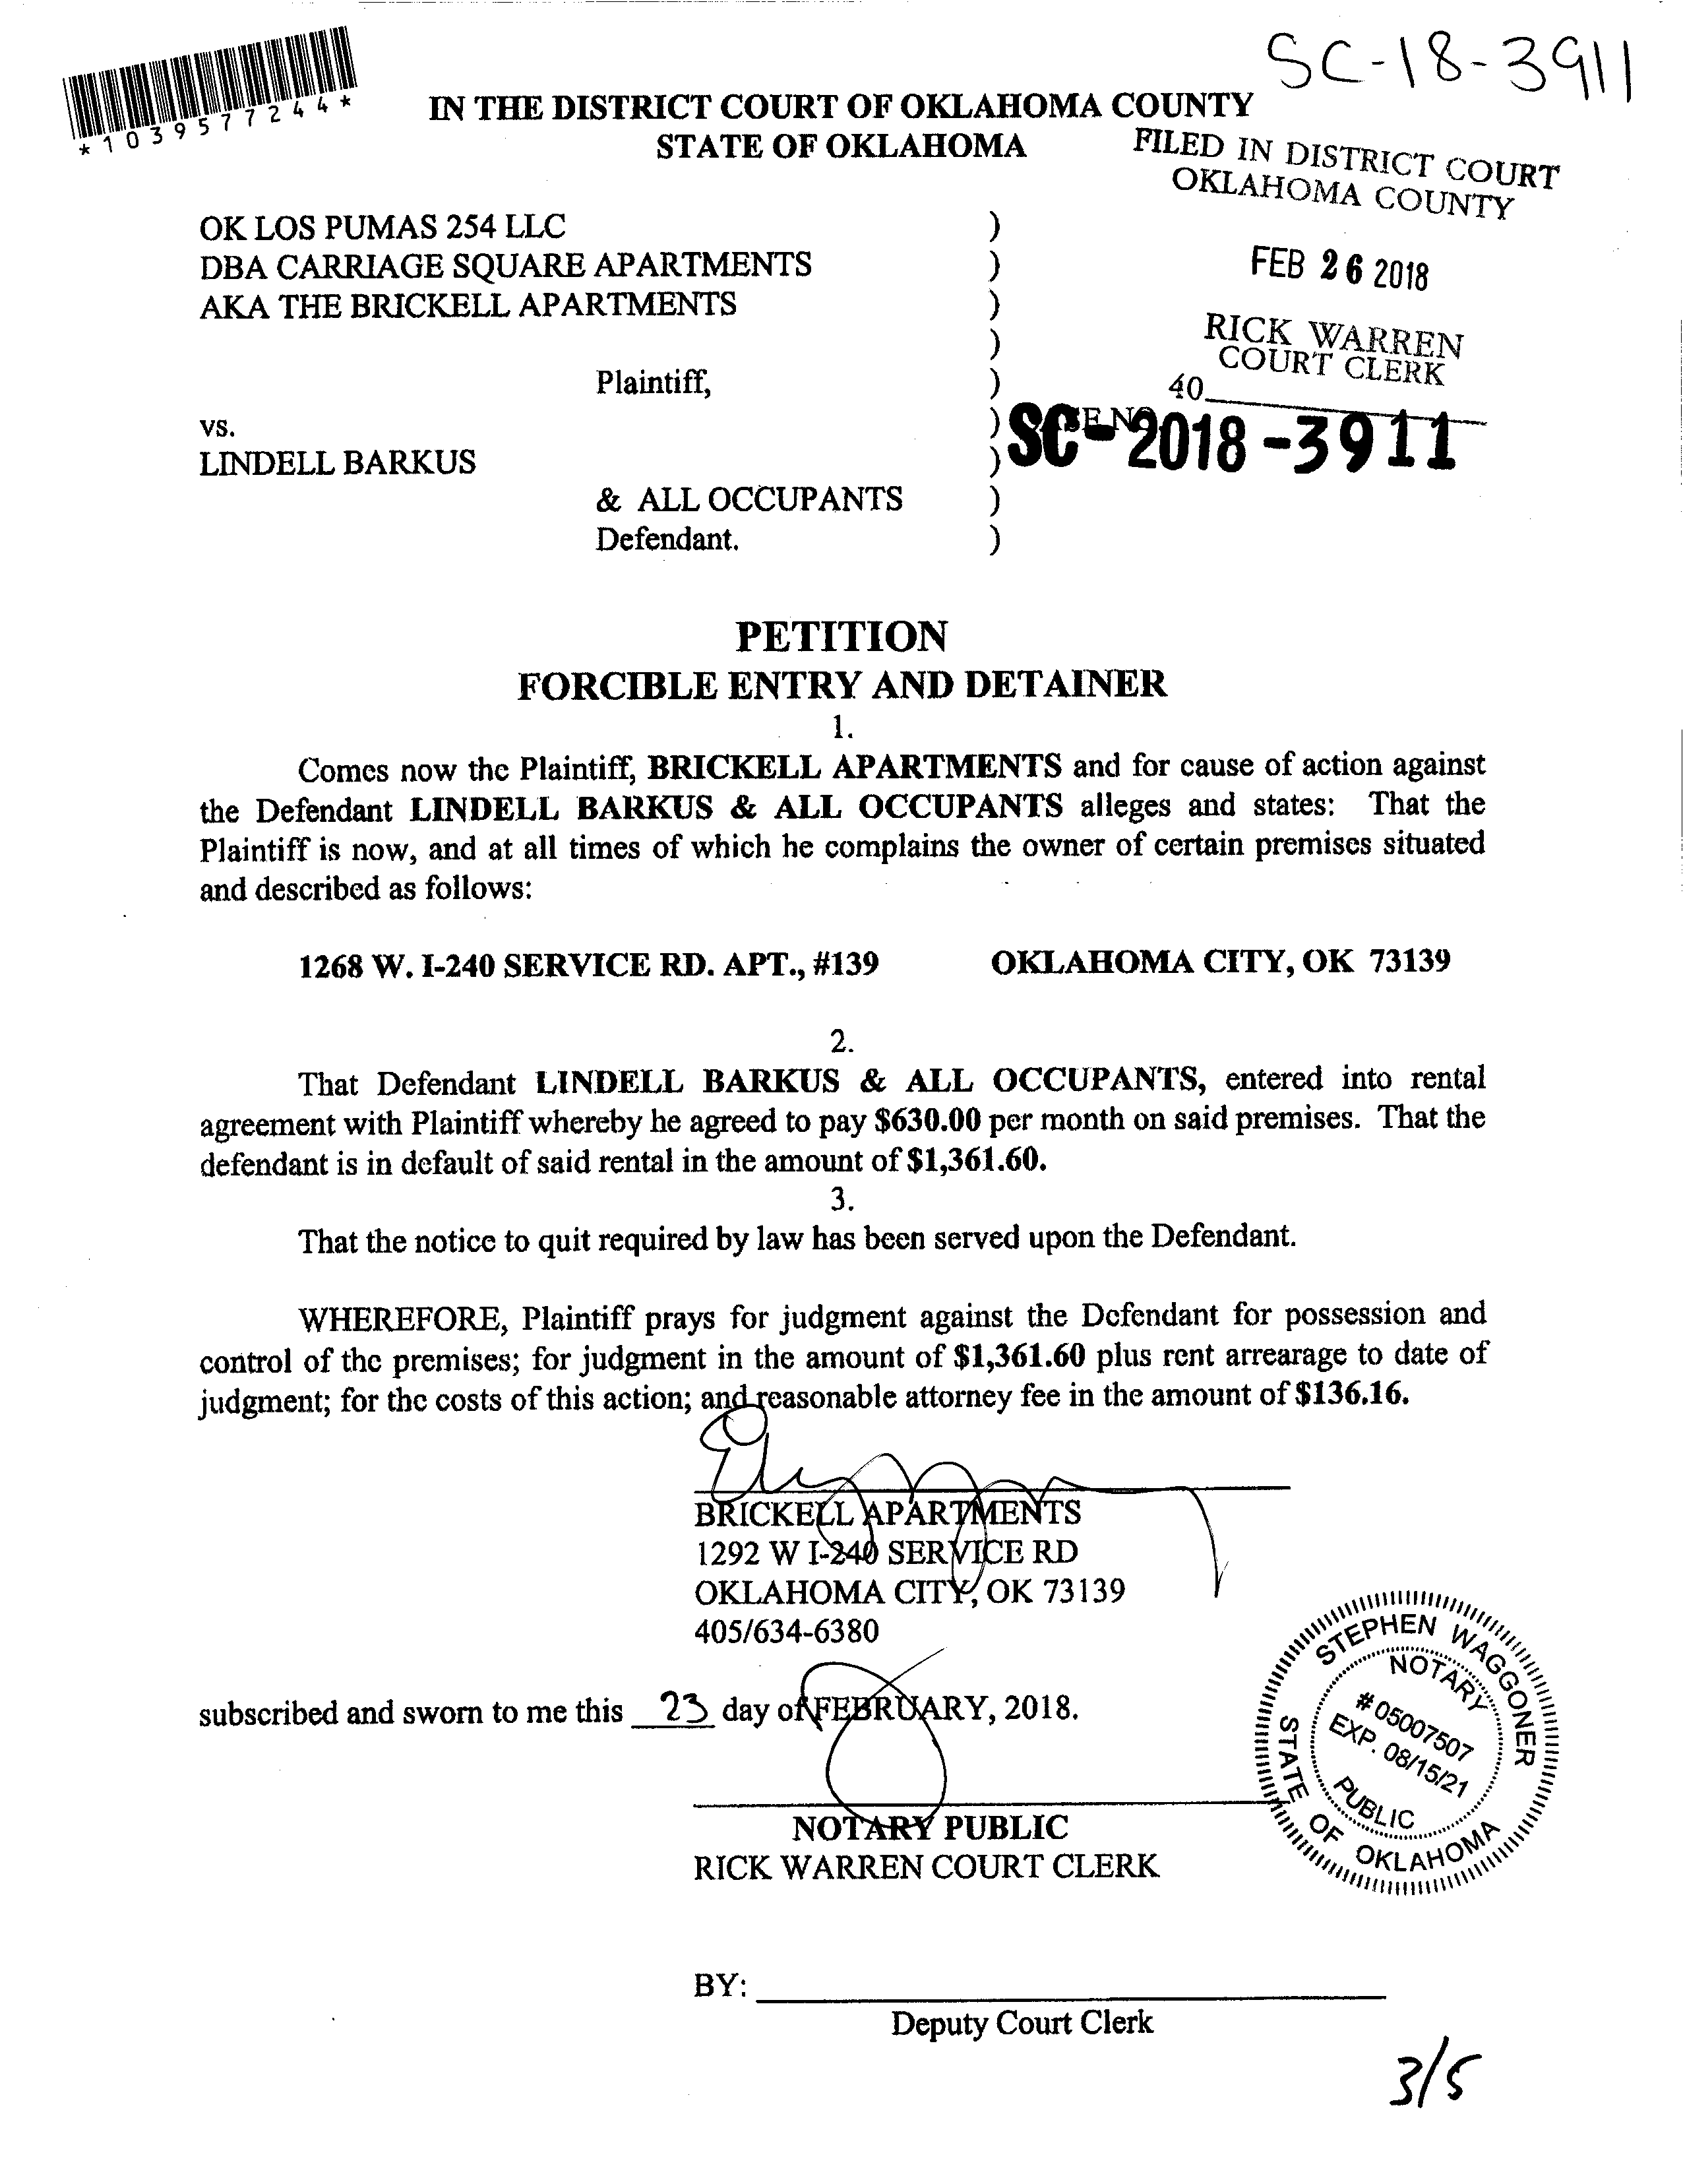 SC-18-3911
*1039577244*
IN THE DISTRICT COURT OF OKLAHOMA COUNTY
STATE OF OKLAHOMA
FILED IN DISTRICT COURT
OKLAHOMA COUNTY
FEB 26 2018
RICK WARREN
COURT CLERK
40
SC-2018-3911
OK LOS PUMAS 254 LLC )
DBA CARRIAGE SQUARE APARTMENTS )
AKA THE BRICKELL APARTMENTS )
)
Plaintiff, )
vs. )
LINDELL BARKUS )
& ALL OCCUPANTS )
Defendant. )
PETITION
FORCIBLE ENTRY AND DETAINER
1.
Comes now the Plaintiff, BRICKELL APARTMENTS and for cause of action against
the Defendant LINDELL BARKUS & ALL OCCUPANTS alleges and states: That the
Plaintiff is now, and at all times of which he complains the owner of certain premises situated
and described as follows:
1268 W. I-240 SERVICE RD. APT., #139 OKLAHOMA CITY, OK 73139
2.
That Defendant LINDELL BARKUS & ALL OCCUPANTS, entered into rental
agreement with Plaintiff whereby he agreed to pay $630.00 per month on said premises. That the
defendant is in default of said rental in the amount of $1,361.60.
3.
That the notice to quit required by law has been served upon the Defendant.
WHEREFORE, Plaintiff prays for judgment against the Defendant for possession and
control of the premises; for judgment in the amount of $1,361.60 plus rent arrearage to date of
judgment; for the costs of this action; and reasonable attorney fee in the amount of $136.16.
BRICKELL APARTMENTS
1292 W I-240 SERVICE RD
OKLAHOMA CITY, OK 73139
405/634-6380
subscribed and sworn to me this 23 day of FEBRUARY, 2018.
STEPHEN WAGGONER
NOTARY
# 05007507
EXP. 08/15/21
PUBLIC
STATE OF OKLAHOMA
NOTARY PUBLIC
RICK WARREN COURT CLERK
BY:
Deputy Court Clerk
3/5